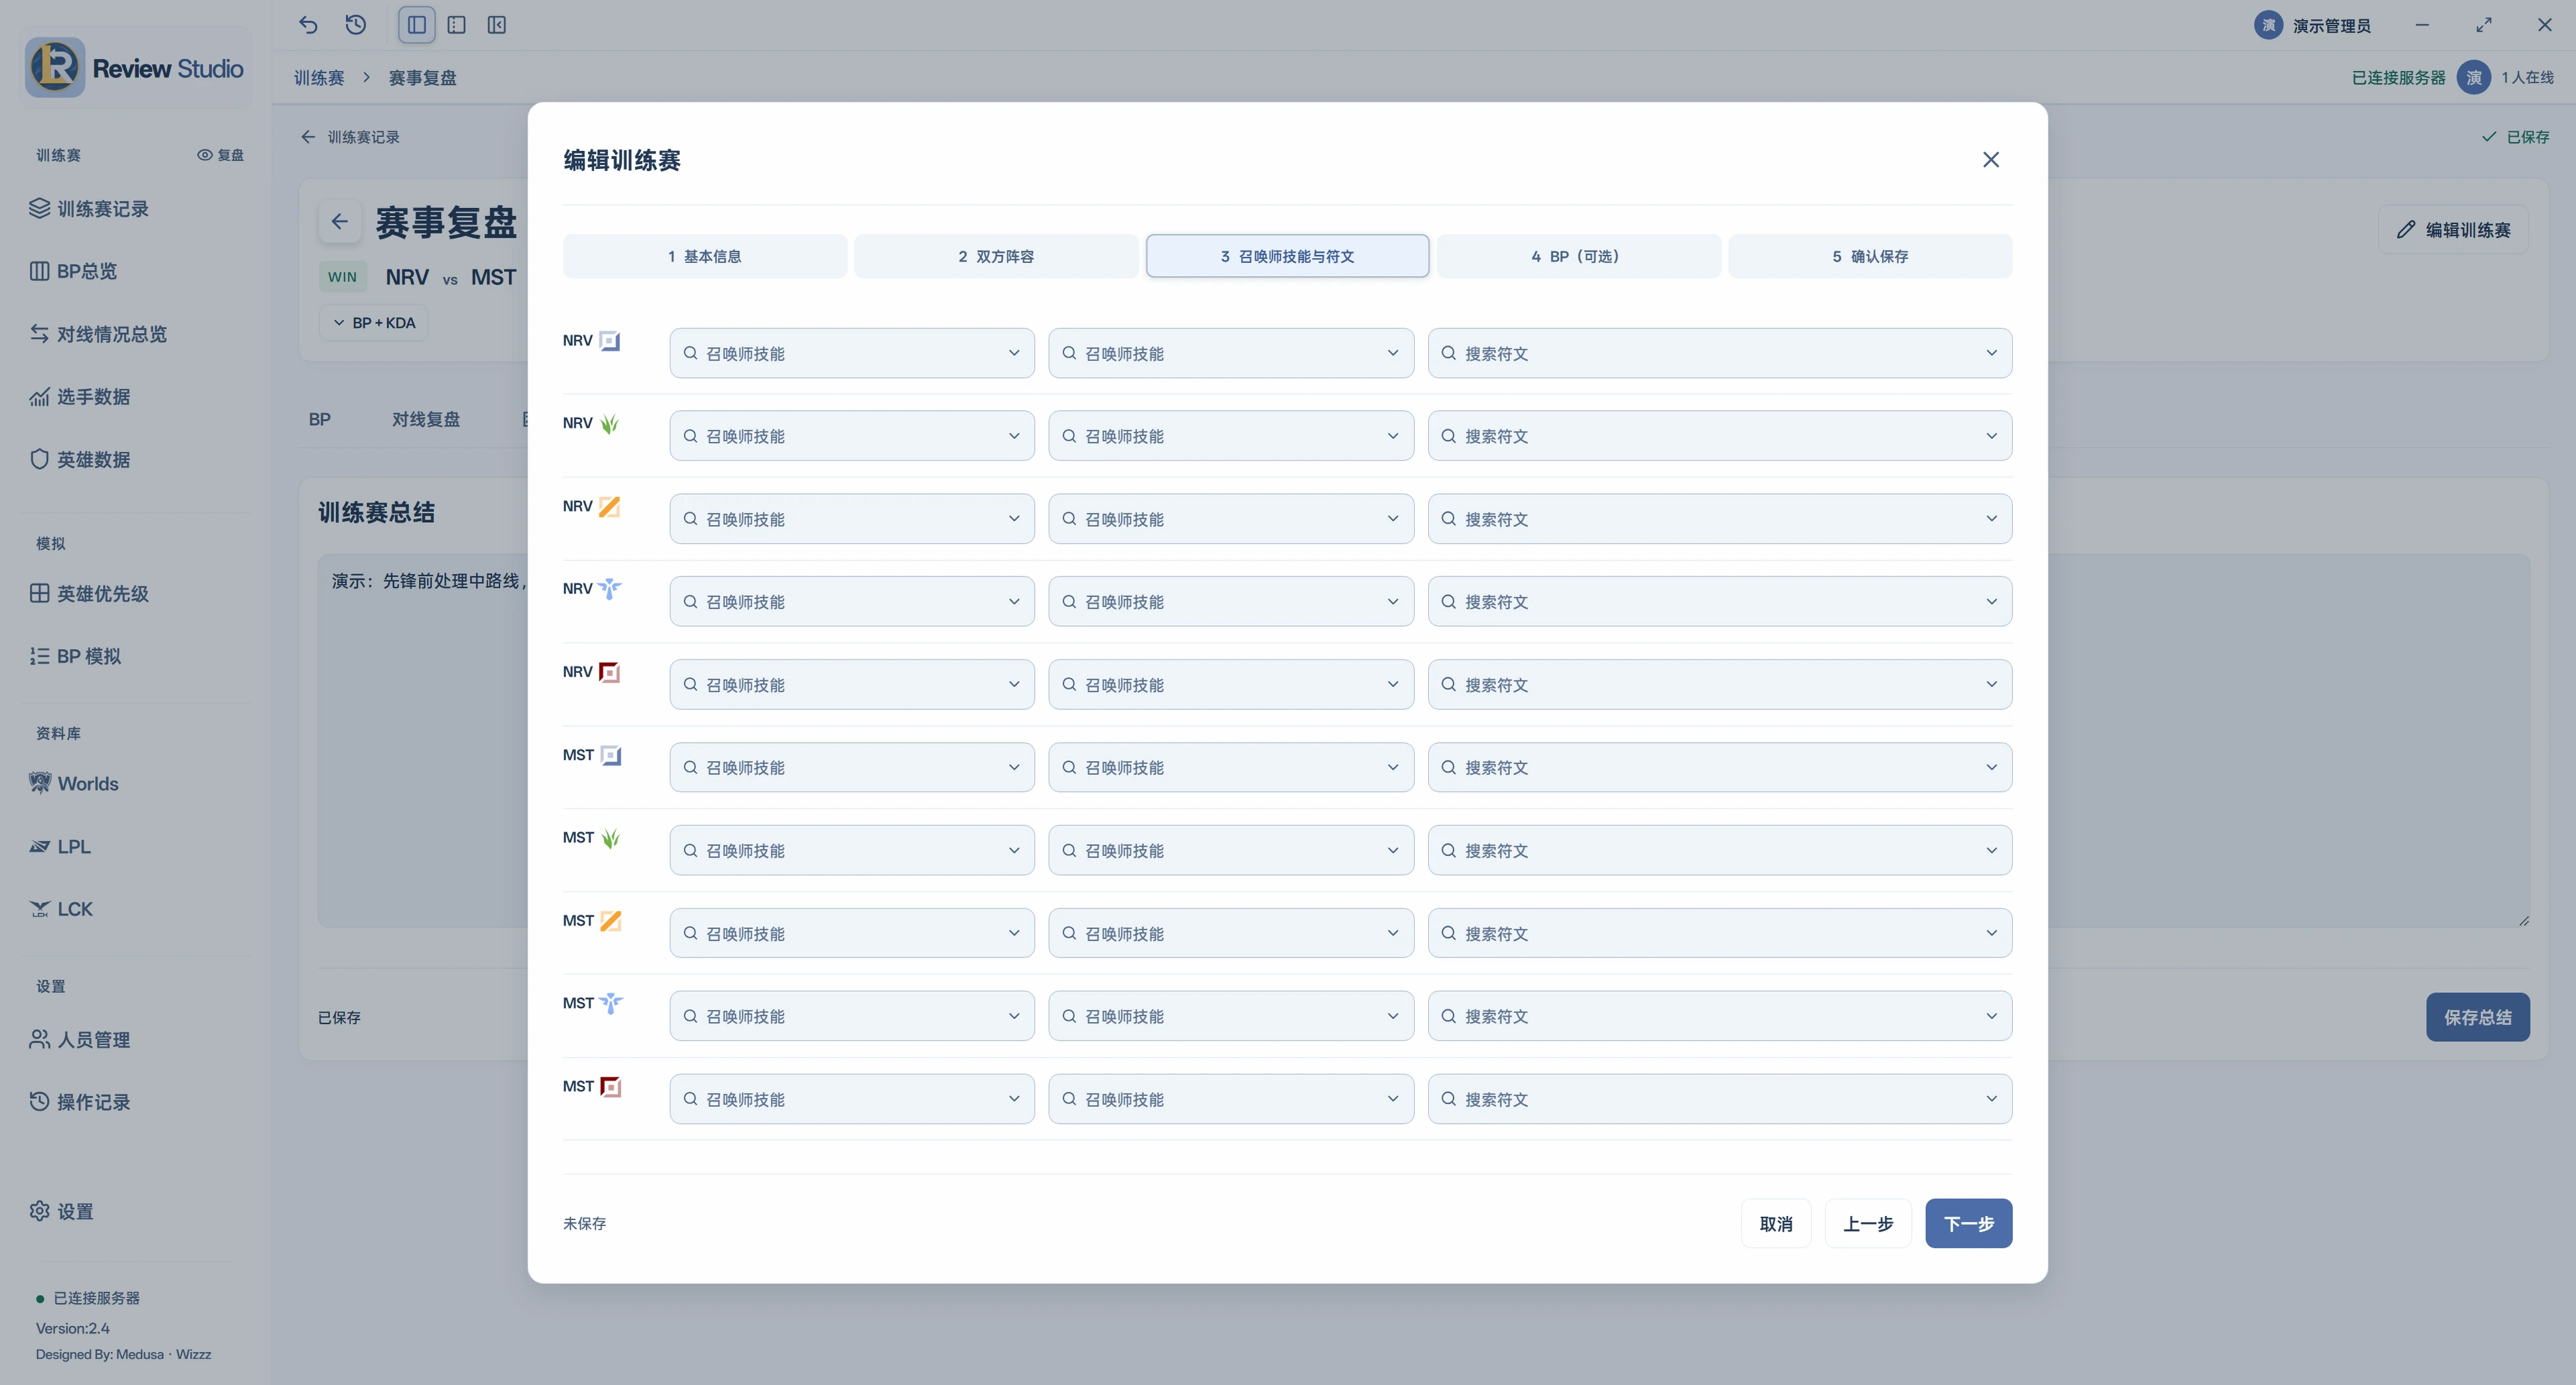 演 演示管理员
Review Studio
训练赛 > 赛事复盘
已连接服务器 演 1人在线
训练赛 复盘
训练赛记录
BP总览
对线情况总览
选手数据
英雄数据
模拟
英雄优先级
BP 模拟
资料库
Worlds
LPL
LCK
设置
人员管理
操作记录
设置
已连接服务器
Version:2.4
Designed By: Medusa · Wizzz
训练赛记录
已保存
赛事复盘
编辑训练赛
WIN NRV vs MST
BP + KDA
BP 对线复盘
训练赛总结
演示：先锋前处理中路线，
已保存
保存总结
编辑训练赛
1 基本信息
2 双方阵容
3 召唤师技能与符文
4 BP（可选）
5 确认保存
NRV 召唤师技能 召唤师技能 搜索符文
NRV 召唤师技能 召唤师技能 搜索符文
NRV 召唤师技能 召唤师技能 搜索符文
NRV 召唤师技能 召唤师技能 搜索符文
NRV 召唤师技能 召唤师技能 搜索符文
MST 召唤师技能 召唤师技能 搜索符文
MST 召唤师技能 召唤师技能 搜索符文
MST 召唤师技能 召唤师技能 搜索符文
MST 召唤师技能 召唤师技能 搜索符文
MST 召唤师技能 召唤师技能 搜索符文
未保存
取消 上一步 下一步